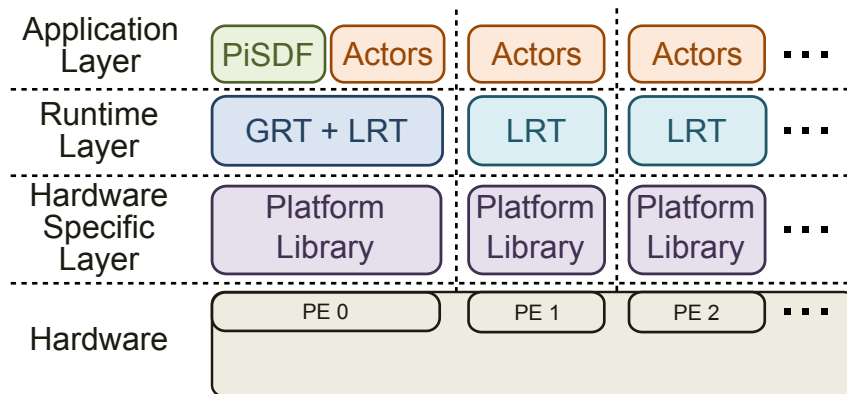 Application
Layer
PiSDF
Actors
Actors
Actors
Runtime
Layer
GRT + LRT
LRT
LRT
Hardware
Specific
Layer
Platform
Library
Platform
Library
Platform
Library
Hardware
PE 0
PE 1
PE 2